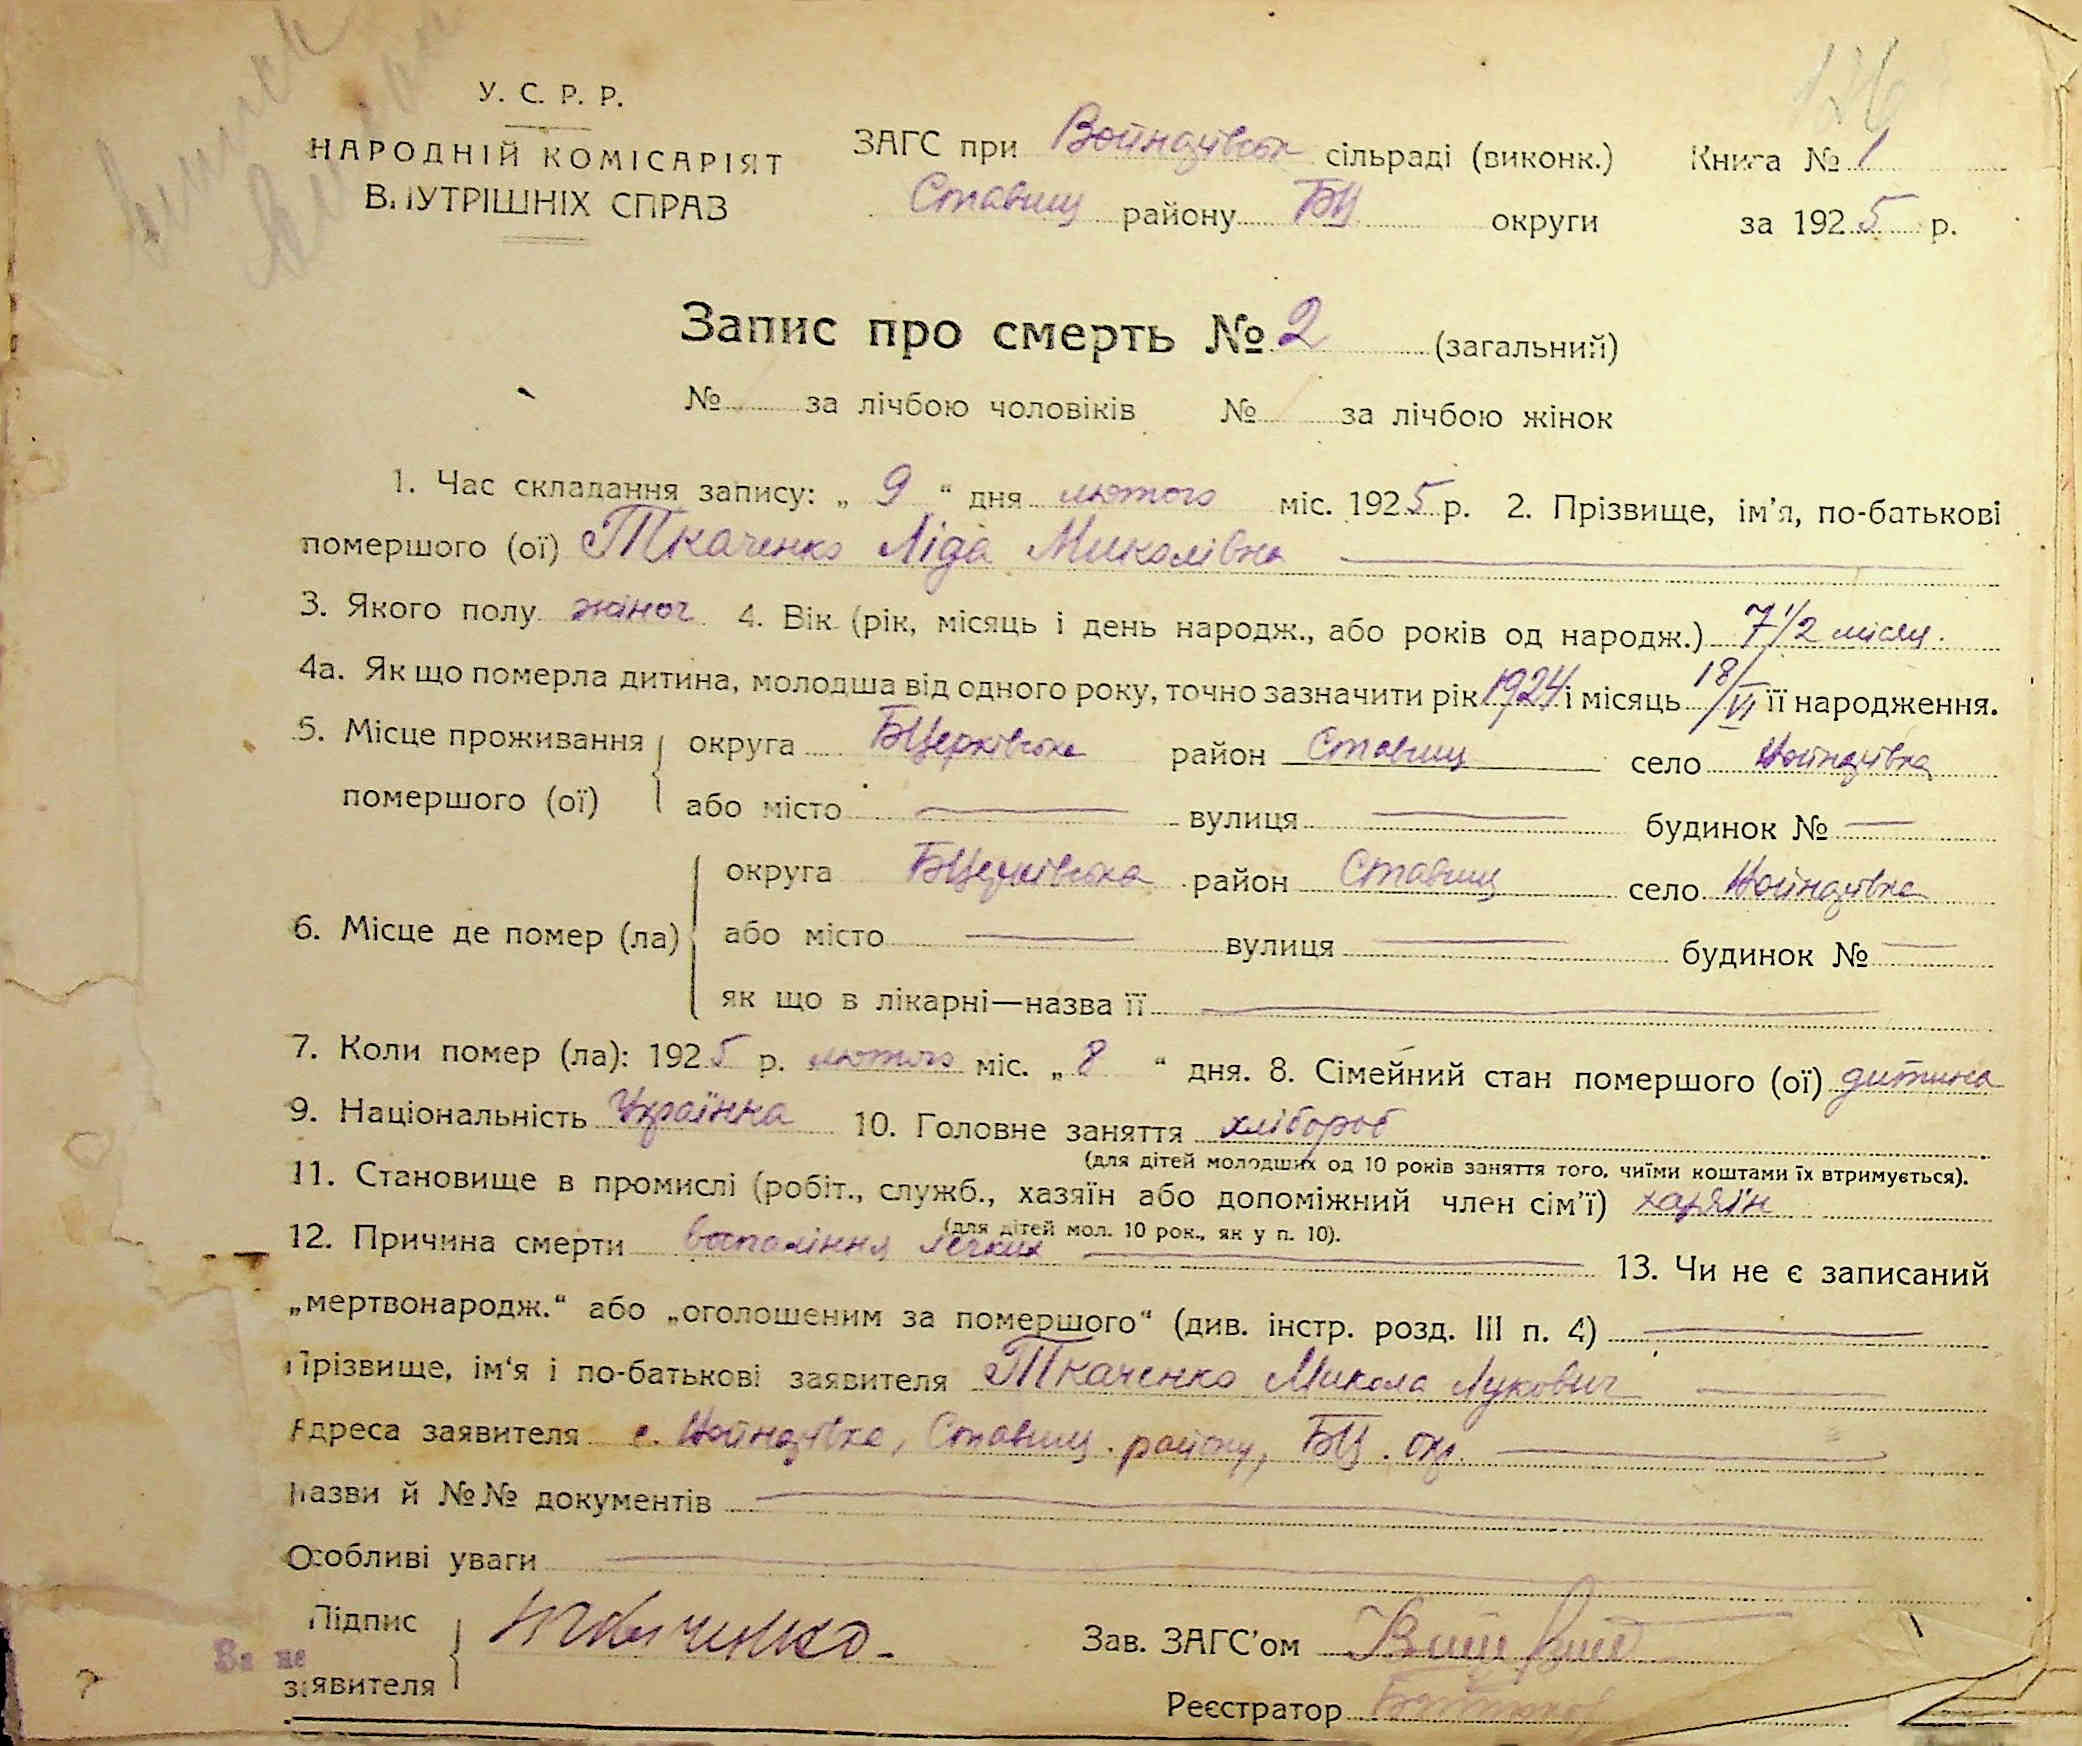 У. С. Р. Р.
НАРОДНІЙ КОМІСАРІЯТ
ВНУТРІШНІХ СПРАВ
ЗАГС при Войнашівськ сільраді (виконк.) Книга № 1
Ставищ району БЦ округи за 1925 р.
126
Запис про смерть № 2 (загальний)
№ за лічбою чоловіків № за лічбою жінок
1. Час складання запису: „ 9 “ дня лютого міс. 1925 р. 2. Прізвище, ім’я, по-батькові
помершого (ої) Ткаченко Ліда Миколівна
3. Якого полу жіноч 4. Вік (рік, місяць і день народж., або років од народж.) 7 1/2 місяц.
4а. Як що померла дитина, молодша від одного року, точно зазначити рік 1924 і місяць 18/VI її народження.
5. Місце проживання помершого (ої) округа БЦерківська район Ставищ село
або місто вулиця будинок №
6. Місце де помер (ла) округа БЦерківська район Ставищ село
або місто вулиця будинок №
як що в лікарні—назва її
7. Коли помер (ла): 1925 р. лютого міс. „ 8 “ дня. 8. Сімейний стан помершого (ої) дитина
9. Національність Українка 10. Головне заняття хлібороб
(для дітей молодших од 10 років заняття того, чиїми коштами їх втримується).
11. Становище в промислі (робіт., служб., хазяїн або допоміжний член сім’ї) хазяїн
(для дітей мол. 10 рок., як у п. 10).
12. Причина смерти воспаління легких 13. Чи не є записаний
„мертвонародж.“ або „оголошеним за помершого“ (див. інстр. розд. III п. 4)
Прізвище, ім‘я і по-батькові заявителя Ткаченко Микола Лукович
Адреса заявителя с. Ставищ. району, БЦ. окр.
Назви й №№ документів
Особливі уваги
Підпис заявителя Ткаченко Зав. ЗАГС’ом
Реєстратор